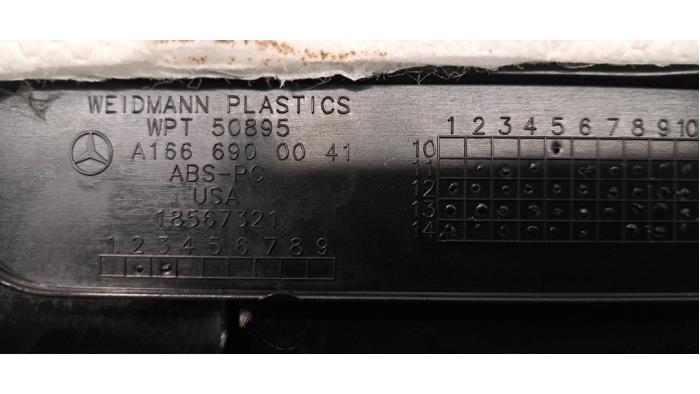 WEIDMANN PLASTICS
WPT 50895
A166 690 00 41
ABS-PC
USA
18567321
1 2 3 4 5 6 7 8 9
1 2 3 4 5 6 7 8 9 10
10
11
12
13
14